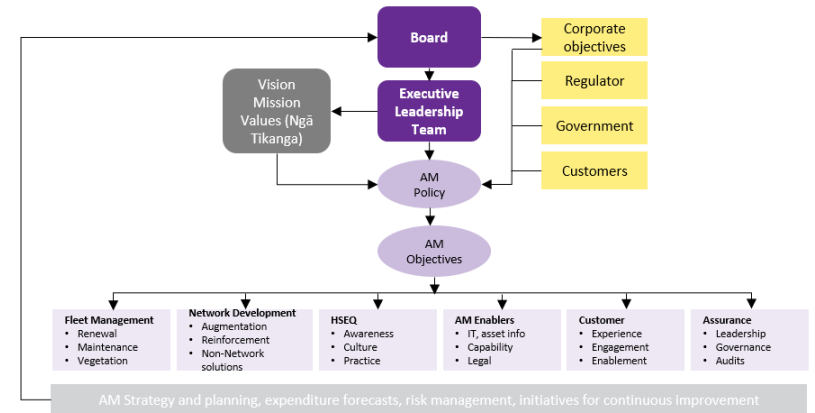 Board
Corporate
objectives
Vision
Mission
Values (Ngā
Tikanga)
Executive
Leadership
Team
Regulator
Government
Customers
AM
Policy
AM
Objectives
Fleet Management
• Renewal
• Maintenance
• Vegetation
Network Development
• Augmentation
• Reinforcement
• Non-Network
solutions
HSEQ
• Awareness
• Culture
• Practice
AM Enablers
• IT, asset info
• Capability
• Legal
Customer
• Experience
• Engagement
• Enablement
Assurance
• Leadership
• Governance
• Audits
AM Strategy and planning, expenditure forecasts, risk management, initiatives for continuous improvement